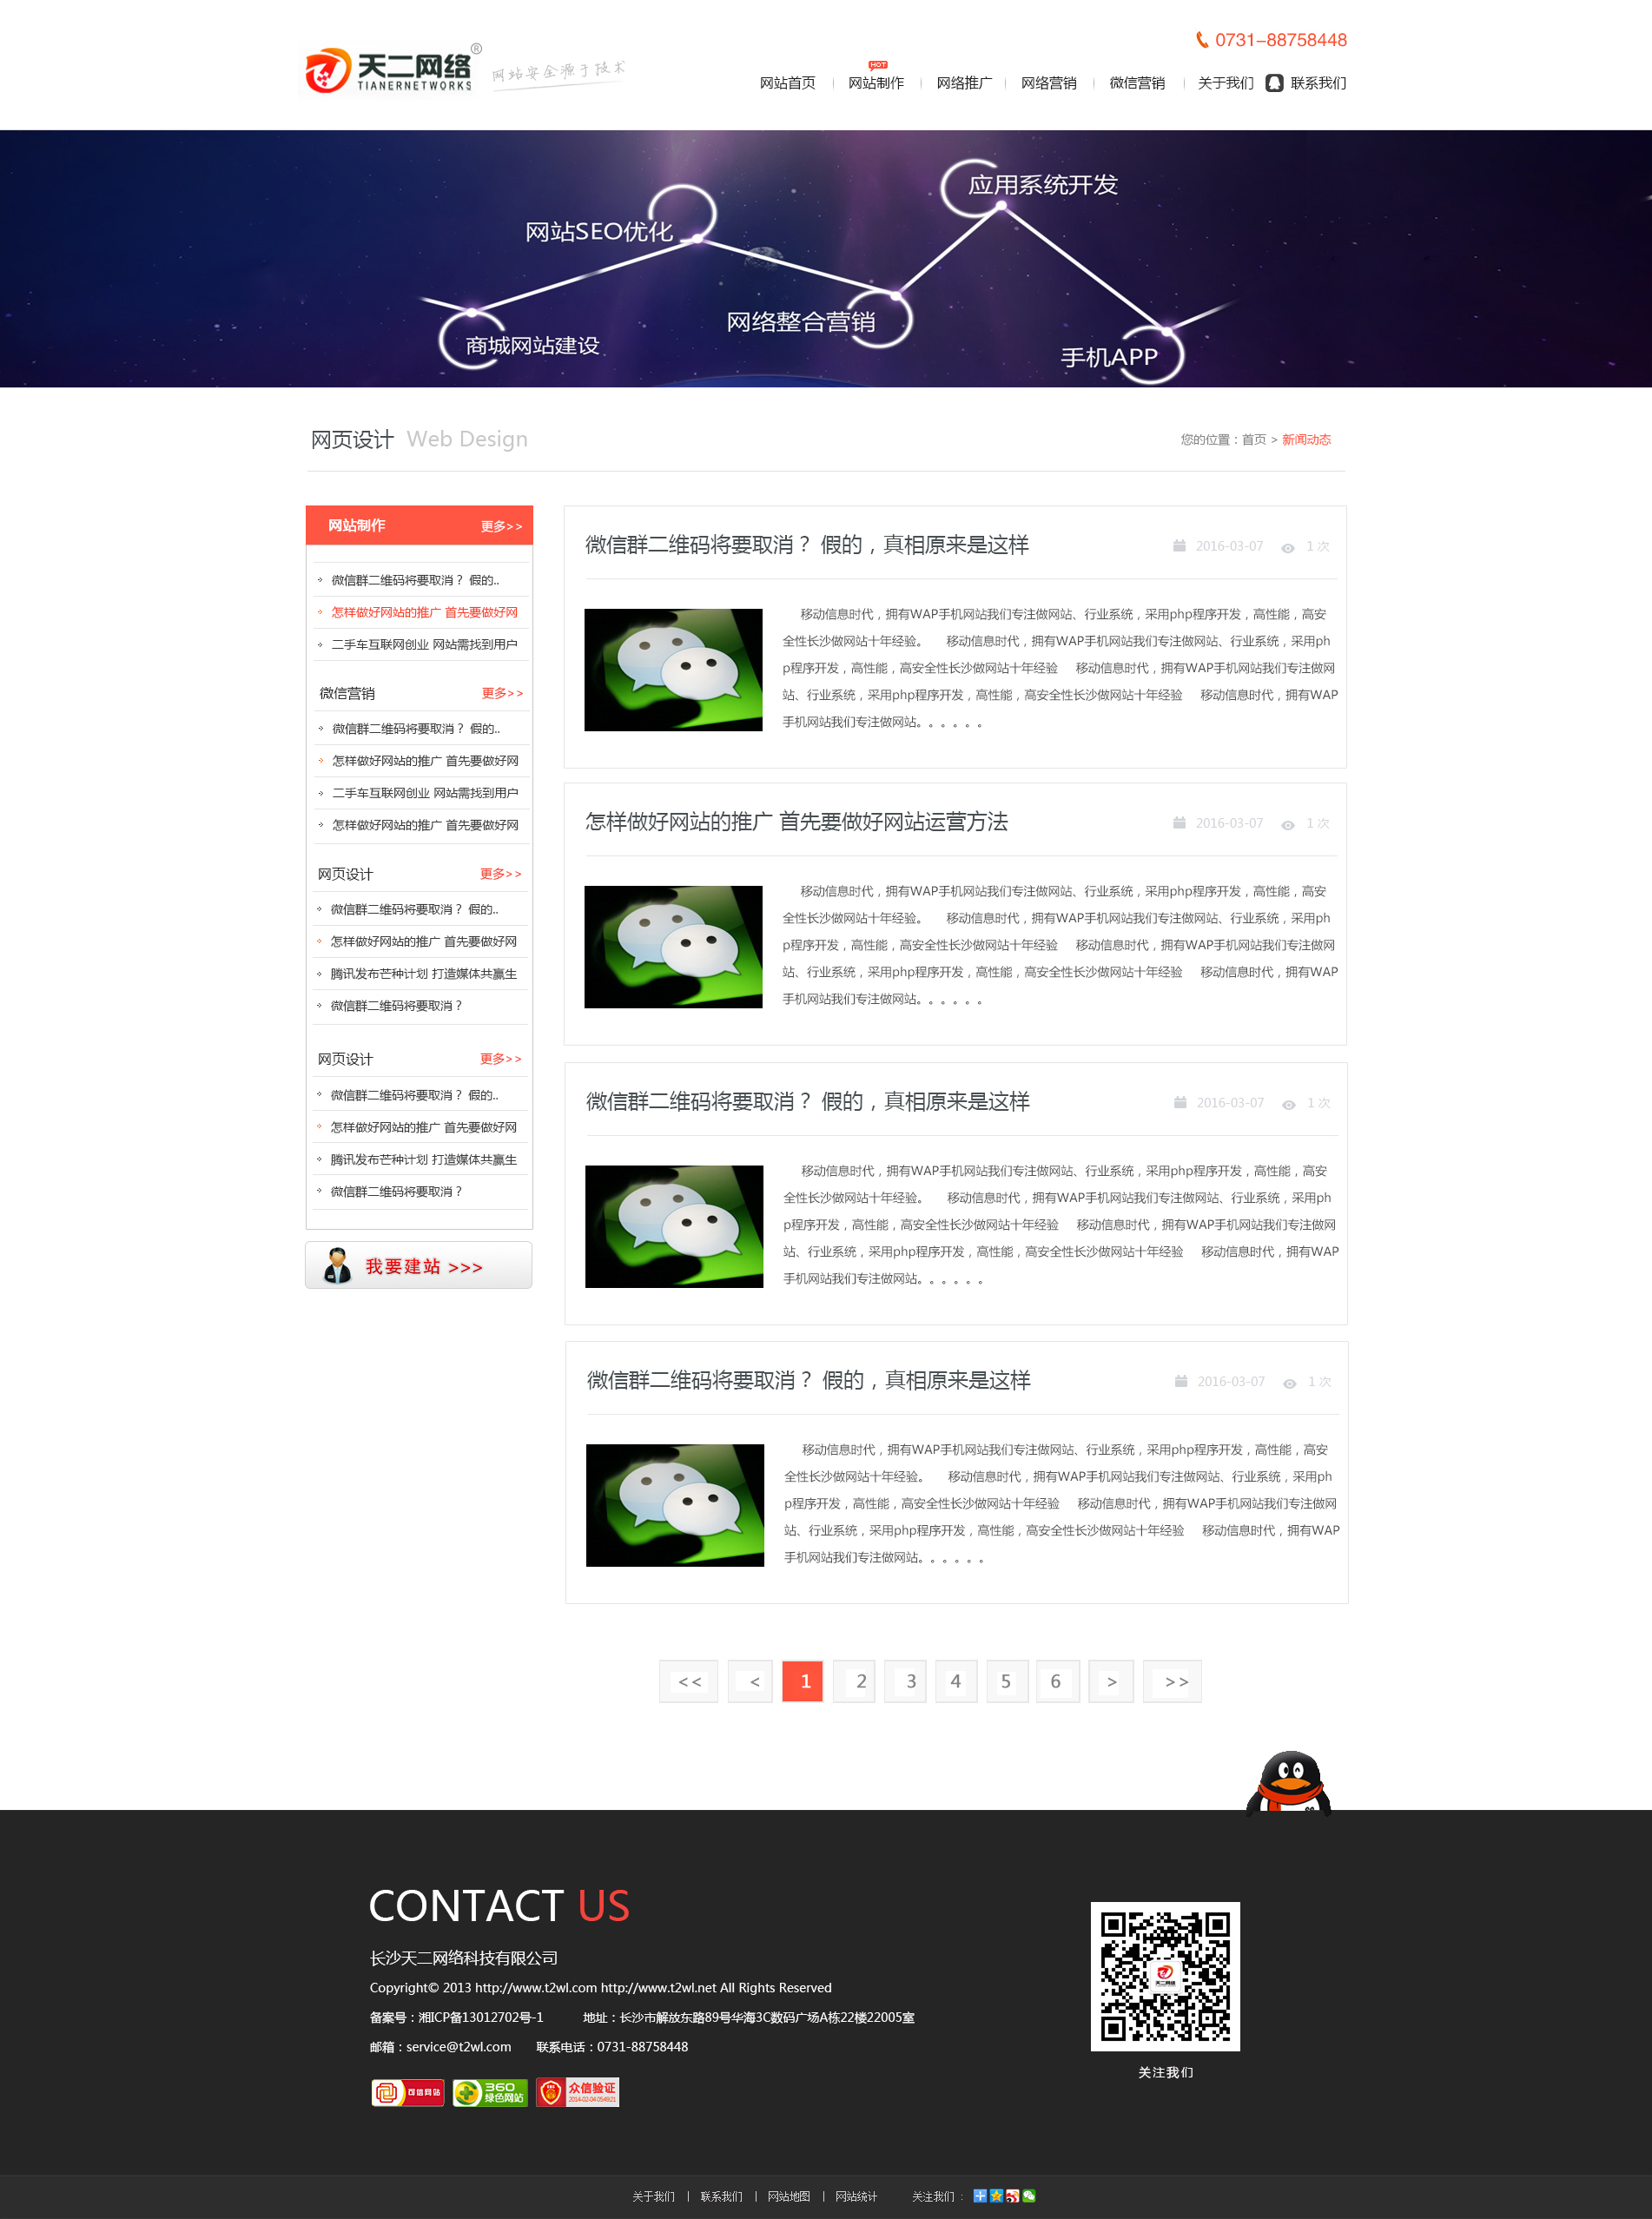 0731-88758448
天二网络®
TIANERNETWORKS
网站安全源于技术
HOT
网站首页 网站制作 网络推广 网络营销 微信营销 关于我们 联系我们
应用系统开发
网站SEO优化
网络整合营销
商城网站建设
手机APP
网页设计 Web Design
您的位置：首页 > 新闻动态
网站制作 更多>>
微信群二维码将要取消？ 假的..
怎样做好网站的推广 首先要做好网
二手车互联网创业 网站需找到用户
微信营销 更多>>
微信群二维码将要取消？ 假的..
怎样做好网站的推广 首先要做好网
二手车互联网创业 网站需找到用户
怎样做好网站的推广 首先要做好网
网页设计 更多>>
微信群二维码将要取消？ 假的..
怎样做好网站的推广 首先要做好网
腾讯发布芒种计划 打造媒体共赢生
微信群二维码将要取消？
网页设计 更多>>
微信群二维码将要取消？ 假的..
怎样做好网站的推广 首先要做好网
腾讯发布芒种计划 打造媒体共赢生
微信群二维码将要取消？
我要建站 >>>
微信群二维码将要取消？ 假的，真相原来是这样 2016-03-07 1 次
移动信息时代，拥有WAP手机网站我们专注做网站、行业系统，采用php程序开发，高性能，高安
全性长沙做网站十年经验。 移动信息时代，拥有WAP手机网站我们专注做网站、行业系统，采用ph
p程序开发，高性能，高安全性长沙做网站十年经验 移动信息时代，拥有WAP手机网站我们专注做网
站、行业系统，采用php程序开发，高性能，高安全性长沙做网站十年经验 移动信息时代，拥有WAP
手机网站我们专注做网站。。。。。。
怎样做好网站的推广 首先要做好网站运营方法 2016-03-07 1 次
移动信息时代，拥有WAP手机网站我们专注做网站、行业系统，采用php程序开发，高性能，高安
全性长沙做网站十年经验。 移动信息时代，拥有WAP手机网站我们专注做网站、行业系统，采用ph
p程序开发，高性能，高安全性长沙做网站十年经验 移动信息时代，拥有WAP手机网站我们专注做网
站、行业系统，采用php程序开发，高性能，高安全性长沙做网站十年经验 移动信息时代，拥有WAP
手机网站我们专注做网站。。。。。。
微信群二维码将要取消？ 假的，真相原来是这样 2016-03-07 1 次
移动信息时代，拥有WAP手机网站我们专注做网站、行业系统，采用php程序开发，高性能，高安
全性长沙做网站十年经验。 移动信息时代，拥有WAP手机网站我们专注做网站、行业系统，采用ph
p程序开发，高性能，高安全性长沙做网站十年经验 移动信息时代，拥有WAP手机网站我们专注做网
站、行业系统，采用php程序开发，高性能，高安全性长沙做网站十年经验 移动信息时代，拥有WAP
手机网站我们专注做网站。。。。。。
微信群二维码将要取消？ 假的，真相原来是这样 2016-03-07 1 次
移动信息时代，拥有WAP手机网站我们专注做网站、行业系统，采用php程序开发，高性能，高安
全性长沙做网站十年经验。 移动信息时代，拥有WAP手机网站我们专注做网站、行业系统，采用ph
p程序开发，高性能，高安全性长沙做网站十年经验 移动信息时代，拥有WAP手机网站我们专注做网
站、行业系统，采用php程序开发，高性能，高安全性长沙做网站十年经验 移动信息时代，拥有WAP
手机网站我们专注做网站。。。。。。
<< < 1 2 3 4 5 6 > >>
CONTACT US
长沙天二网络科技有限公司
Copyright© 2013 http://www.t2wl.com http://www.t2wl.net All Rights Reserved
备案号：湘ICP备13012702号-1 地址：长沙市解放东路89号华海3C数码广场A栋22楼22005室
邮箱：service@t2wl.com 联系电话：0731-88758448
可信网站
360
绿色网站
众信验证
天二网络
关注我们
关于我们 | 联系我们 | 网站地图 | 网站统计 关注我们：